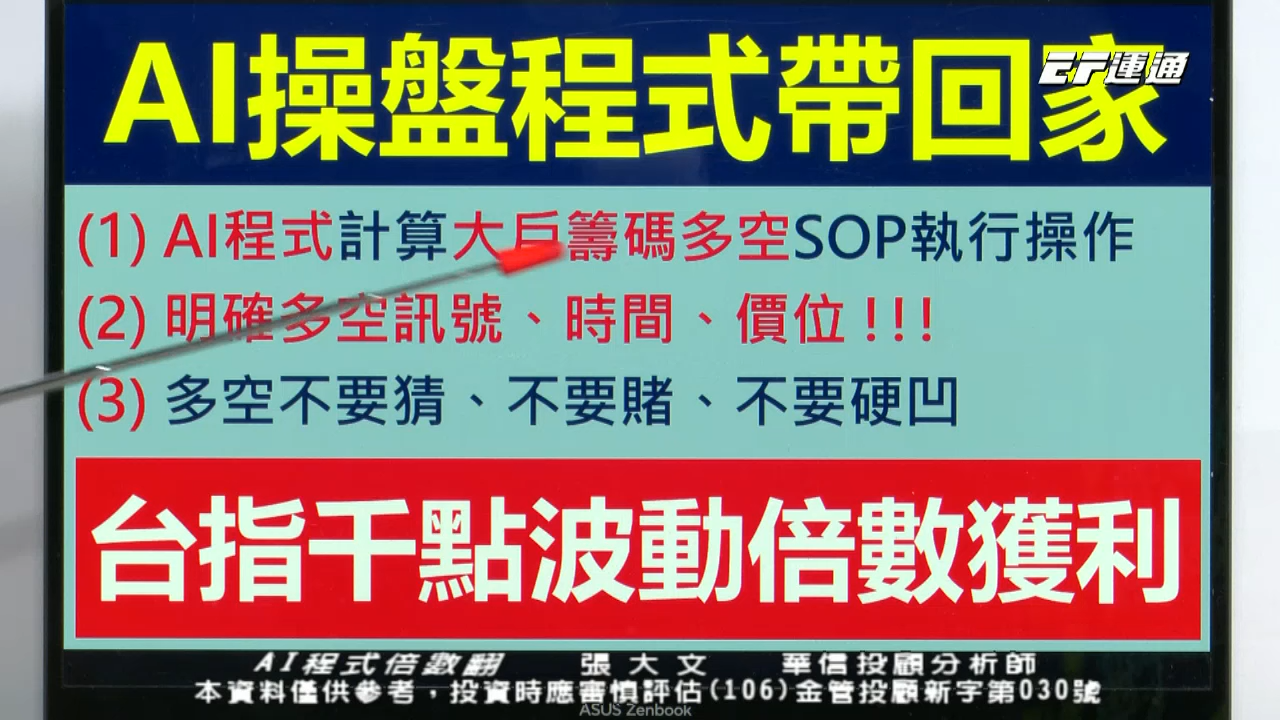 AI操盤程式帶回家
EF運通
(1) AI程式計算大戶籌碼多空SOP執行操作
(2) 明確多空訊號、時間、價位!!!
(3) 多空不要猜、不要賭、不要硬凹
台指千點波動倍數獲利
AI程式倍數翻 張大文 華信投顧分析師
本資料僅供參考，投資時應審慎評估(106)金管投顧新字第030號
ASUS Zenbook